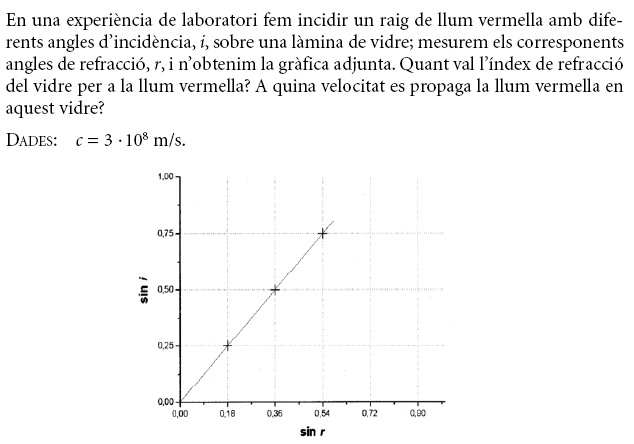 En una experiència de laboratori fem incidir un raig de llum vermella amb dife-
rents angles d'incidència, i, sobre una làmina de vidre; mesurem els corresponents
angles de refracció, r, i n'obtenim la gràfica adjunta. Quant val l'índex de refracció
del vidre per a la llum vermella? A quina velocitat es propaga la llum vermella en
aquest vidre?
DADES: c = 3 · 10⁸ m/s.
1,00
0,75
sin i
0,50
0,25
0,00
0,00 0,18 0,36 0,54 0,72 0,90
sin r